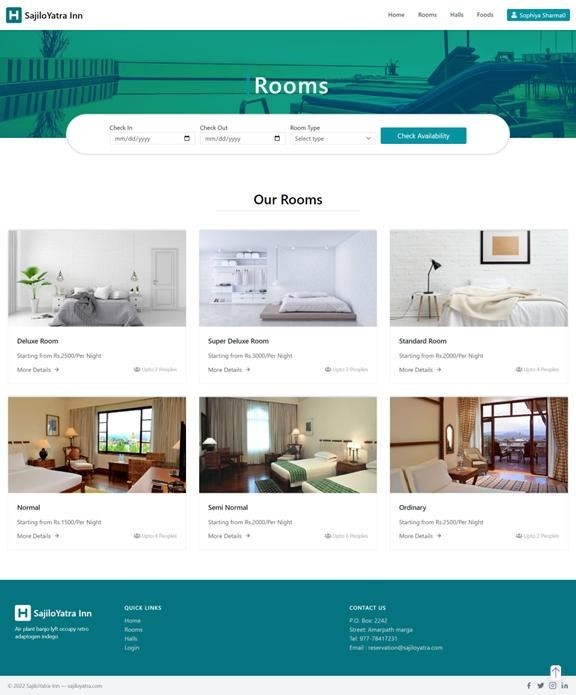 SajiloYatra Inn
Home Rooms Halls Foods Sophiya Sharma0
Rooms
Check In Check Out Room Type
mm/dd/yyyy mm/dd/yyyy Select type Check Availability
Our Rooms
Deluxe Room
Starting from Rs.2500/Per Night
More Details → Upto 2 Peoples
Super Deluxe Room
Starting from Rs.3000/Per Night
More Details → Upto 2 Peoples
Standard Room
Starting from Rs.2000/Per Night
More Details → Upto 4 Peoples
Normal
Starting from Rs.1500/Per Night
More Details → Upto 4 Peoples
Semi Normal
Starting from Rs.2000/Per Night
More Details → Upto 6 Peoples
Ordinary
Starting from Rs.2500/Per Night
More Details → Upto 2 Peoples
SajiloYatra Inn
Air plant banjo lyft occupy retro
adaptogen indego
QUICK LINKS
Home
Rooms
Halls
Login
CONTACT US
P.O. Box: 2242
Street: Amarpath marga
Tel: 977-78417231
Email : reservation@sajiloyatra.com
© 2022 SajiloYatra-Inn — sajiloyatra.com